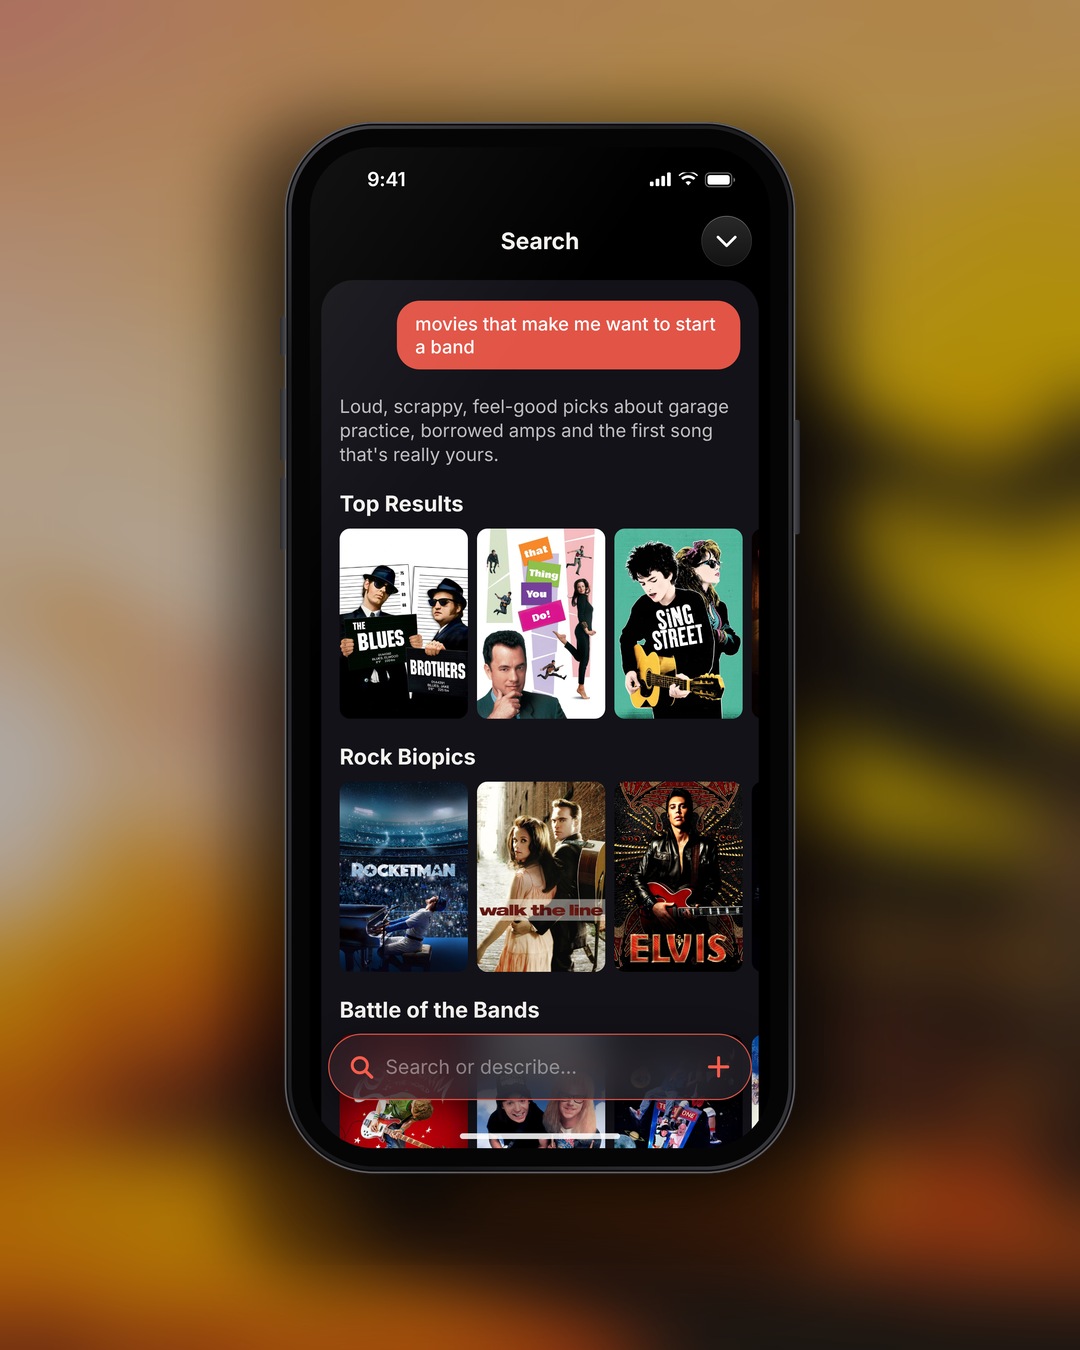 9:41
Search
movies that make me want to start
a band
Loud, scrappy, feel-good picks about garage
practice, borrowed amps and the first song
that's really yours.
Top Results
THE
BLUES
BROTHERS
that
Thing
You
Do!
SING
STREET
Rock Biopics
ROCKETMAN
walk the line
ELVIS
Battle of the Bands
Search or describe...